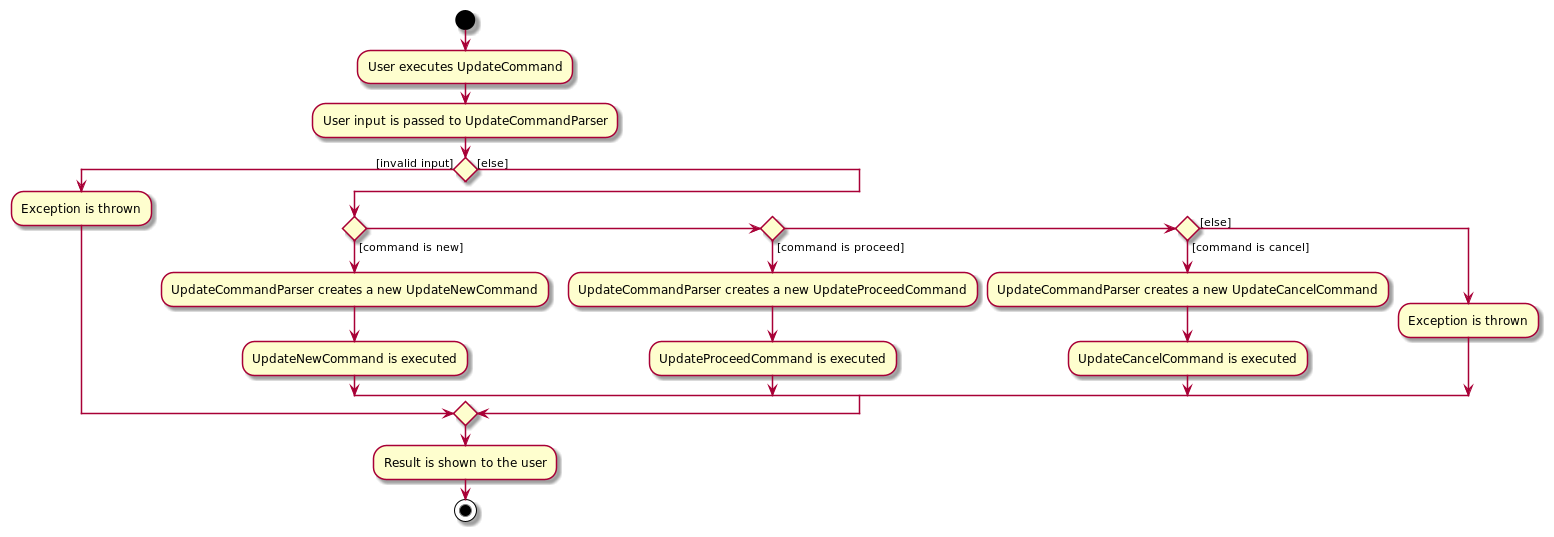 User executes UpdateCommand
User input is passed to UpdateCommandParser
[invalid input]
[else]
Exception is thrown
[else]
[command is new]
[command is proceed]
[command is cancel]
UpdateCommandParser creates a new UpdateNewCommand
UpdateCommandParser creates a new UpdateProceedCommand
UpdateCommandParser creates a new UpdateCancelCommand
Exception is thrown
UpdateNewCommand is executed
UpdateProceedCommand is executed
UpdateCancelCommand is executed
Result is shown to the user